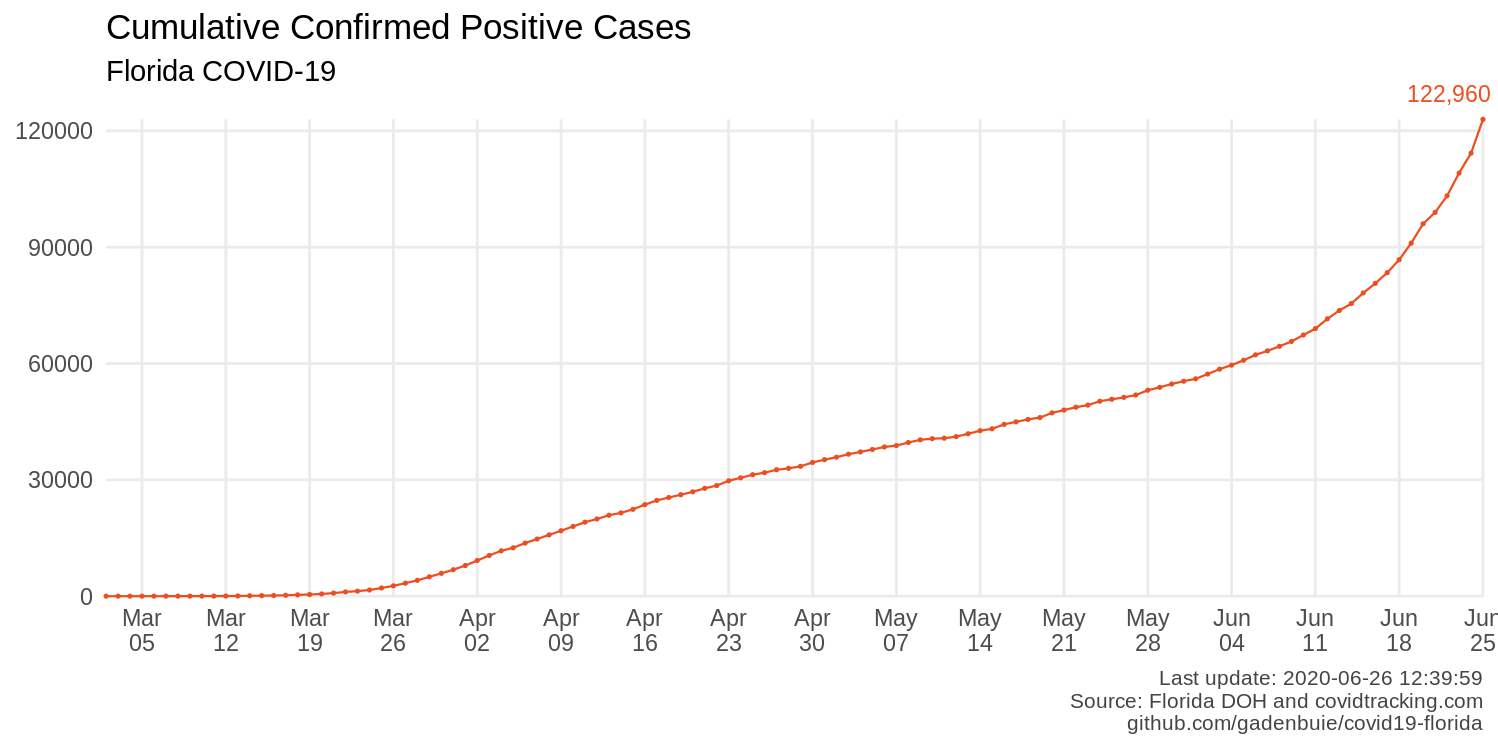 Cumulative Confirmed Positive Cases
Florida COVID-19
122,960
120000
90000
60000
30000
0
Mar Mar Mar Mar Apr Apr Apr Apr Apr May May May May Jun Jun Jun Jun
05 12 19 26 02 09 16 23 30 07 14 21 28 04 11 18 25
Last update: 2020-06-26 12:39:59
Source: Florida DOH and covidtracking.com
github.com/gadenbuie/covid19-florida